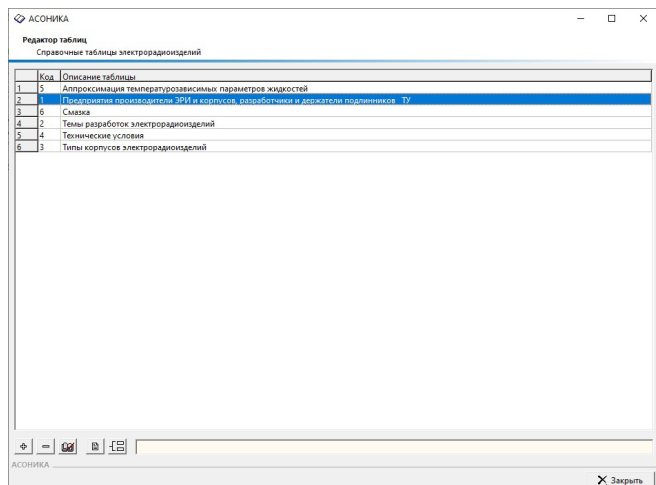 АСОНИКА
Редактор таблиц
Справочные таблицы электрорадиоизделий
Код Описание таблицы
1 5 Аппроксимация температурозависимых параметров жидкостей
2 1 Предприятия производители ЭРИ и корпусов, разработчики и держатели подлинников ТУ
3 6 Смазка
4 2 Темы разработок электрорадиоизделий
5 4 Технические условия
6 3 Типы корпусов электрорадиоизделий
АСОНИКА
Закрыть